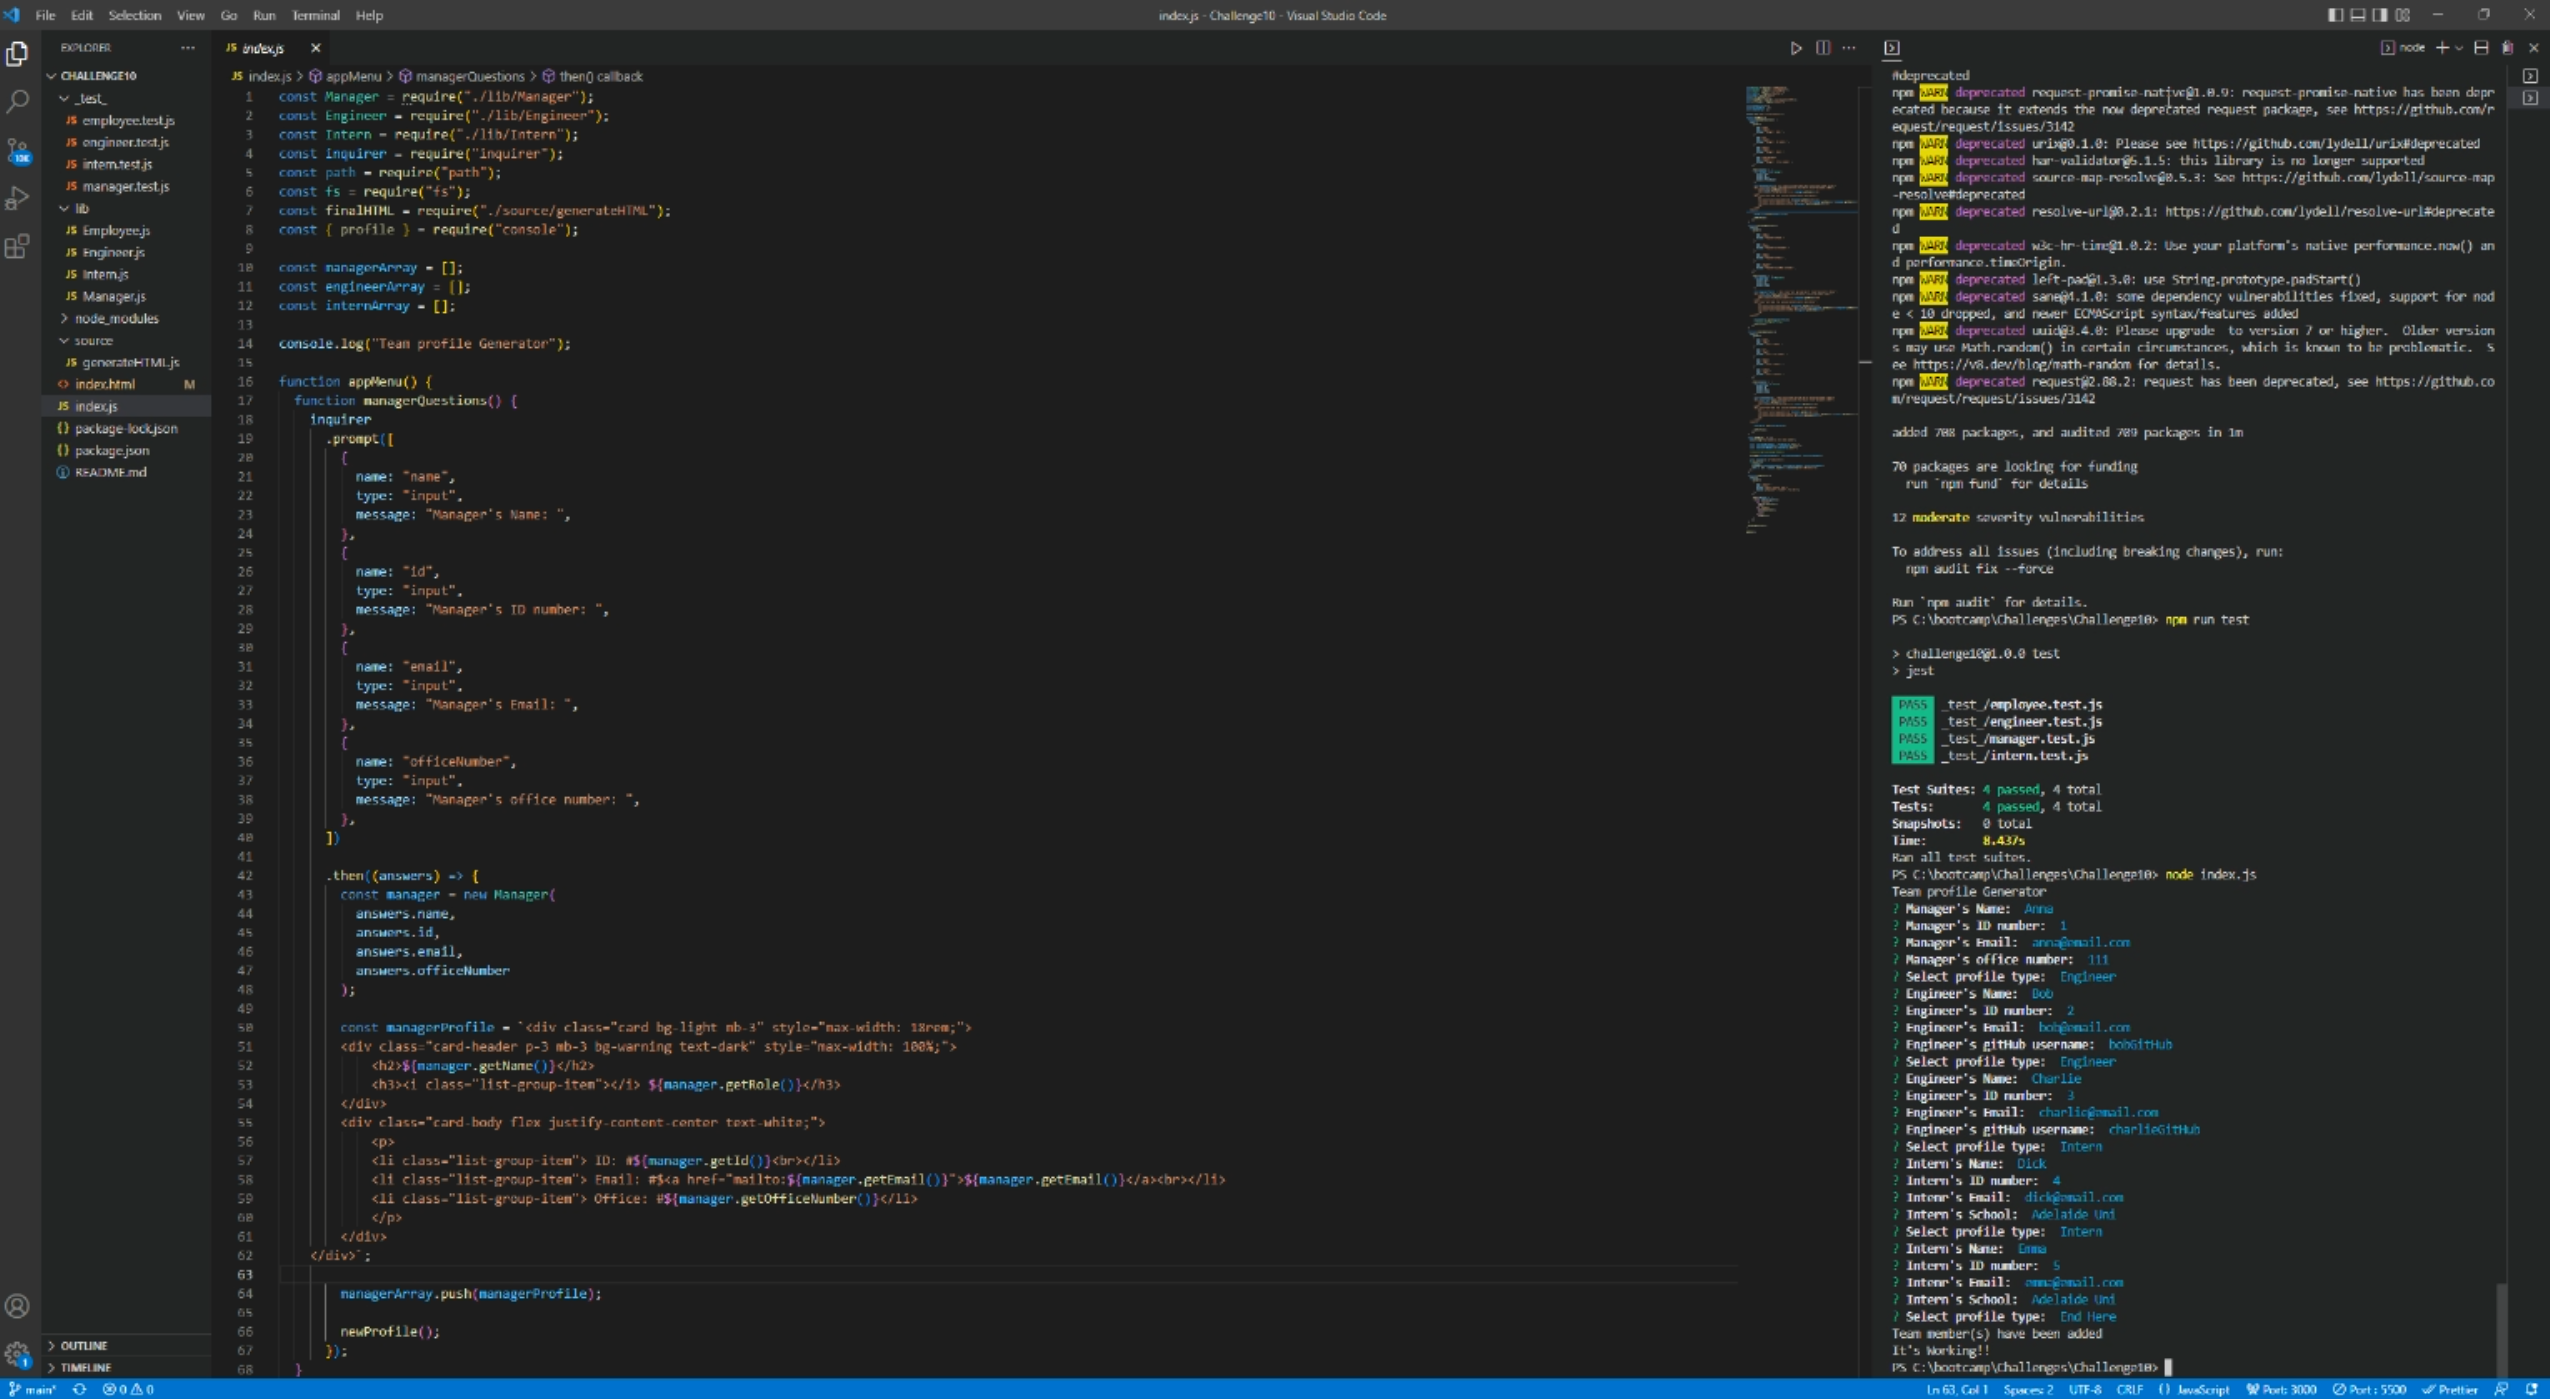 File Edit Selection View Go Run Terminal Help
index.js - Challenge10 - Visual Studio Code
EXPLORER
CHALLENGE10
_test_
JS employee.test.js
JS engineer.test.js
JS intern.test.js
JS manager.test.js
lib
JS Employee.js
JS Engineer.js
JS Intern.js
JS Manager.js
node_modules
source
JS generateHTML.js
<> index.html M
JS index.js
{} package-lock.json
{} package.json
README.md
OUTLINE
TIMELINE
10K
1
JS index.js
JS index.js > appMenu > managerQuestions > then() callback
1 const Manager = require("./lib/Manager");
2 const Engineer = require("./lib/Engineer");
3 const Intern = require("./lib/Intern");
4 const inquirer = require("inquirer");
5 const path = require("path");
6 const fs = require("fs");
7 const finalHTML = require("./source/generateHTML");
8 const { profile } = require("console");
9
10 const managerArray = [];
11 const engineerArray = [];
12 const internArray = [];
13
14 console.log("Team profile Generator");
15
16 function appMenu() {
17 function managerQuestions() {
18 inquirer
19 .prompt([
20 {
21 name: "name",
22 type: "input",
23 message: "Manager's Name: ",
24 },
25 {
26 name: "id",
27 type: "input",
28 message: "Manager's ID number: ",
29 },
30 {
31 name: "email",
32 type: "input",
33 message: "Manager's Email: ",
34 },
35 {
36 name: "officeNumber",
37 type: "input",
38 message: "Manager's office number: ",
39 },
40 ])
41
42 .then((answers) => {
43 const manager = new Manager(
44 answers.name,
45 answers.id,
46 answers.email,
47 answers.officeNumber
48 );
49
50 const managerProfile = `<div class="card bg-light mb-3" style="max-width: 18rem;">
51 <div class="card-header p-3 mb-3 bg-warning text-dark" style="max-width: 100%;">
52 <h2>${manager.getName()}</h2>
53 <h3><i class="list-group-item"></i> ${manager.getRole()}</h3>
54 </div>
55 <div class="card-body flex justify-content-center text-white;">
56 <p>
57 <li class="list-group-item"> ID: #${manager.getId()}<br></li>
58 <li class="list-group-item"> Email: #$<a href="mailto:${manager.getEmail()}">${manager.getEmail()}</a><br></li>
59 <li class="list-group-item"> Office: #${manager.getOfficeNumber()}</li>
60 </p>
61 </div>
62 </div>`;
63
64 managerArray.push(managerProfile);
65
66 newProfile();
67 });
68 }
node
#deprecated
npm WARN deprecated request-promise-native@1.0.9: request-promise-native has been depr
ecated because it extends the now deprecated request package, see https://github.com/r
equest/request/issues/3142
npm WARN deprecated urix@0.1.0: Please see https://github.com/lydell/urix#deprecated
npm WARN deprecated har-validator@5.1.5: this library is no longer supported
npm WARN deprecated source-map-resolve@0.5.3: See https://github.com/lydell/source-map
-resolve#deprecated
npm WARN deprecated resolve-url@0.2.1: https://github.com/lydell/resolve-url#deprecate
d
npm WARN deprecated w3c-hr-time@1.0.2: Use your platform's native performance.now() an
d performance.timeOrigin.
npm WARN deprecated left-pad@1.3.0: use String.prototype.padStart()
npm WARN deprecated sane@4.1.0: some dependency vulnerabilities fixed, support for nod
e < 10 dropped, and newer ECMAScript syntax/features added
npm WARN deprecated uuid@3.4.0: Please upgrade  to version 7 or higher.  Older version
s may use Math.random() in certain circumstances, which is known to be problematic.  S
ee https://v8.dev/blog/math-random for details.
npm WARN deprecated request@2.88.2: request has been deprecated, see https://github.co
m/request/request/issues/3142
added 708 packages, and audited 709 packages in 1m
70 packages are looking for funding
run `npm fund` for details
12 moderate severity vulnerabilities
To address all issues (including breaking changes), run:
npm audit fix --force
Run `npm audit` for details.
PS C:\bootcamp\Challenges\Challenge10> npm run test
> challenge10@1.0.0 test
> jest
PASS _test_/employee.test.js
PASS _test_/engineer.test.js
PASS _test_/manager.test.js
PASS _test_/intern.test.js
Test Suites: 4 passed, 4 total
Tests: 4 passed, 4 total
Snapshots: 0 total
Time: 8.437s
Ran all test suites.
PS C:\bootcamp\Challenges\Challenge10> node index.js
Team profile Generator
? Manager's Name: Anna
? Manager's ID number: 1
? Manager's Email: anna@email.com
? Manager's office number: 111
? Select profile type: Engineer
? Engineer's Name: Bob
? Engineer's ID number: 2
? Engineer's Email: bob@email.com
? Engineer's gitHub username: bobGitHub
? Select profile type: Engineer
? Engineer's Name: Charlie
? Engineer's ID number: 3
? Engineer's Email: charlie@email.com
? Engineer's gitHub username: charlieGitHub
? Select profile type: Intern
? Intern's Name: Dick
? Intern's ID number: 4
? Intenr's Email: dick@email.com
? Intern's School: Adelaide Uni
? Select profile type: Intern
? Intern's Name: Emma
? Intern's ID number: 5
? Intenr's Email: emma@email.com
? Intern's School: Adelaide Uni
? Select profile type: End Here
Team member(s) have been added
It's Working!!
PS C:\bootcamp\Challenges\Challenge10>
main* 0 0
Ln 63, Col 1 Spaces: 2 UTF-8 CRLF {} JavaScript Port: 3000 Port : 5500 Prettier